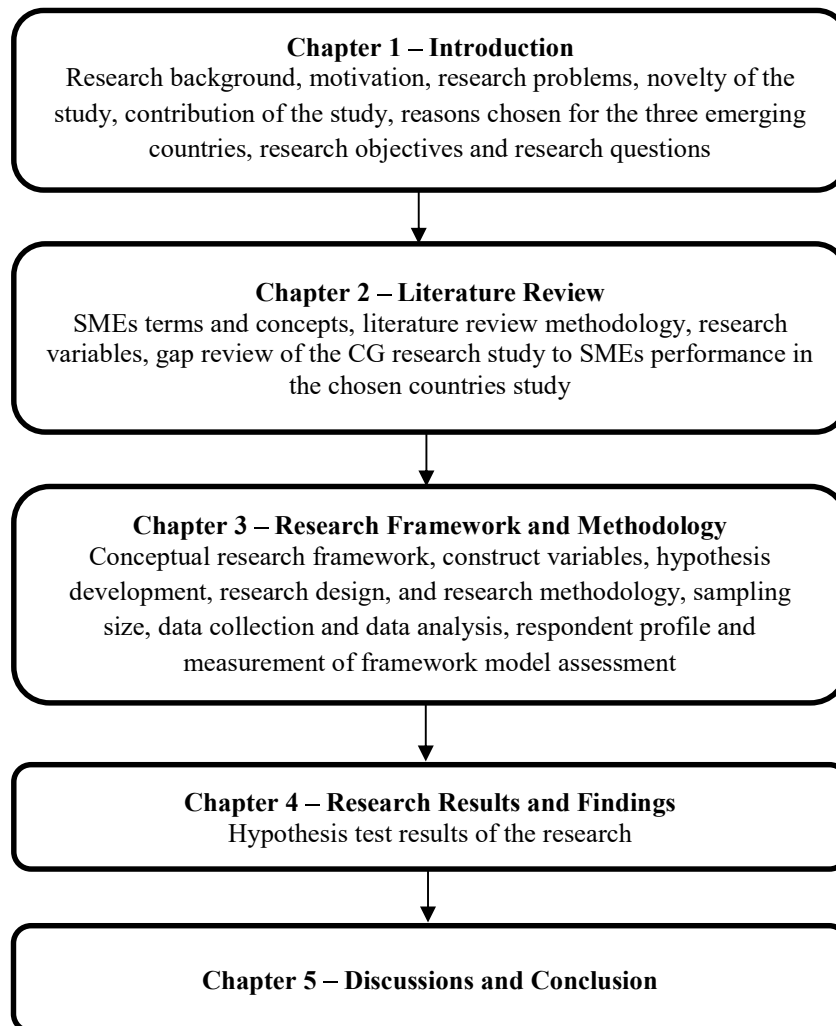 Chapter 1 – Introduction
Research background, motivation, research problems, novelty of the
study, contribution of the study, reasons chosen for the three emerging
countries, research objectives and research questions
Chapter 2 – Literature Review
SMEs terms and concepts, literature review methodology, research
variables, gap review of the CG research study to SMEs performance in
the chosen countries study
Chapter 3 – Research Framework and Methodology
Conceptual research framework, construct variables, hypothesis
development, research design, and research methodology, sampling
size, data collection and data analysis, respondent profile and
measurement of framework model assessment
Chapter 4 – Research Results and Findings
Hypothesis test results of the research
Chapter 5 – Discussions and Conclusion